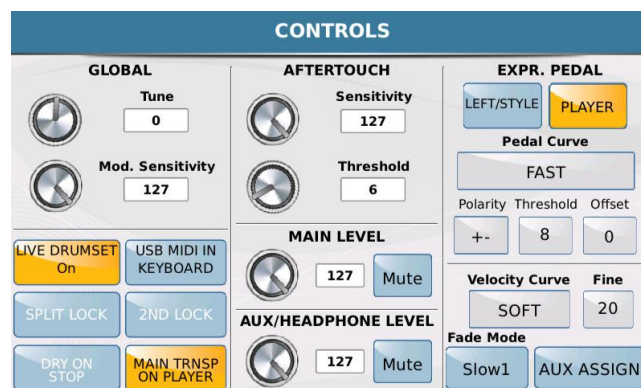 CONTROLS
GLOBAL
Tune
0
Mod. Sensitivity
127
LIVE DRUMSET
On
USB MIDI IN
KEYBOARD
SPLIT LOCK
2ND LOCK
DRY ON
STOP
MAIN TRNSP
ON PLAYER
AFTERTOUCH
Sensitivity
127
Threshold
6
MAIN LEVEL
127
Mute
AUX/HEADPHONE LEVEL
127
Mute
EXPR. PEDAL
LEFT/STYLE
PLAYER
Pedal Curve
FAST
Polarity Threshold Offset
+- 8 0
Velocity Curve Fine
SOFT 20
Fade Mode
Slow1
AUX ASSIGN